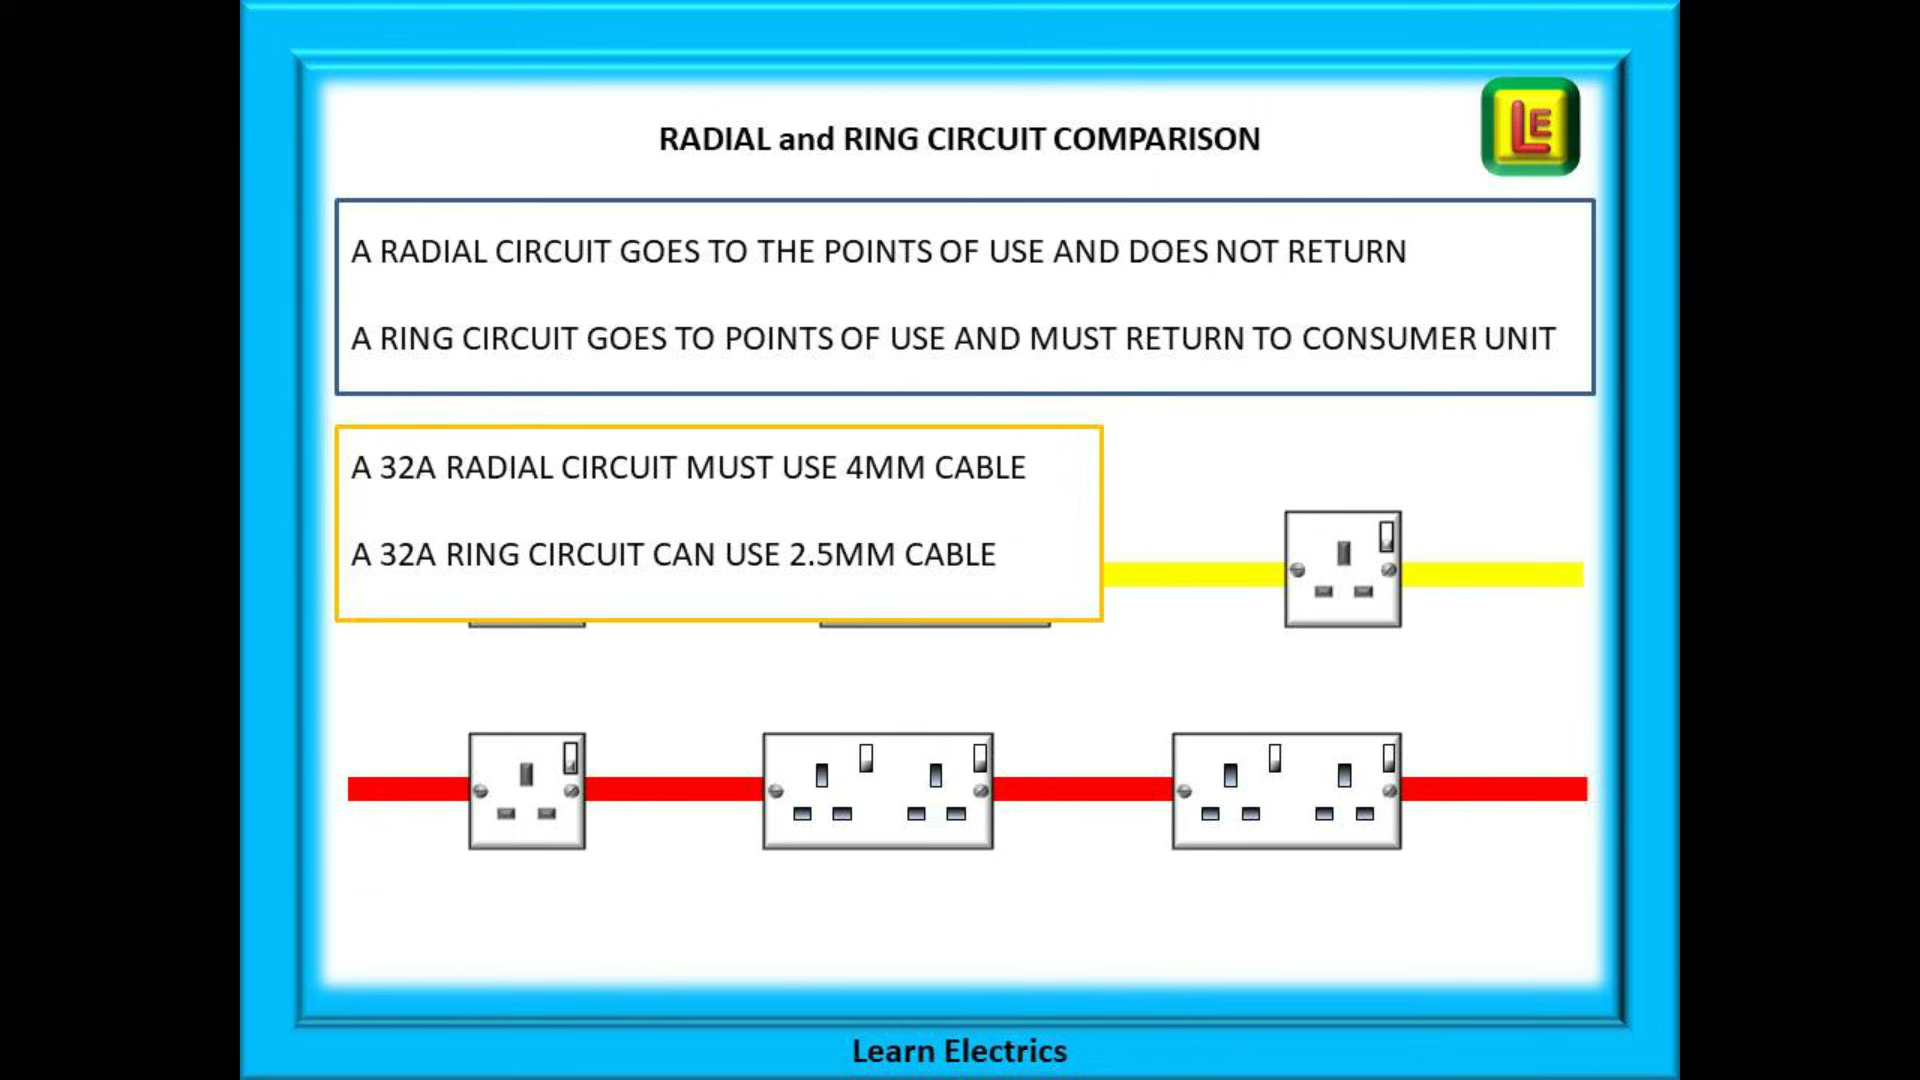 RADIAL and RING CIRCUIT COMPARISON
LE
A RADIAL CIRCUIT GOES TO THE POINTS OF USE AND DOES NOT RETURN
A RING CIRCUIT GOES TO POINTS OF USE AND MUST RETURN TO CONSUMER UNIT
A 32A RADIAL CIRCUIT MUST USE 4MM CABLE
A 32A RING CIRCUIT CAN USE 2.5MM CABLE
Learn Electrics